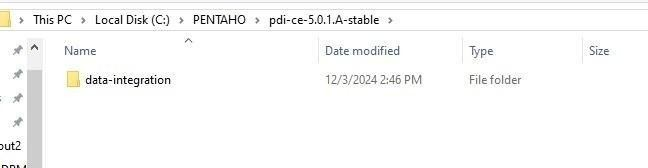 This PC > Local Disk (C:) > PENTAHO > pdi-ce-5.0.1.A-stable >
Name Date modified Type Size
data-integration 12/3/2024 2:46 PM File folder
out2